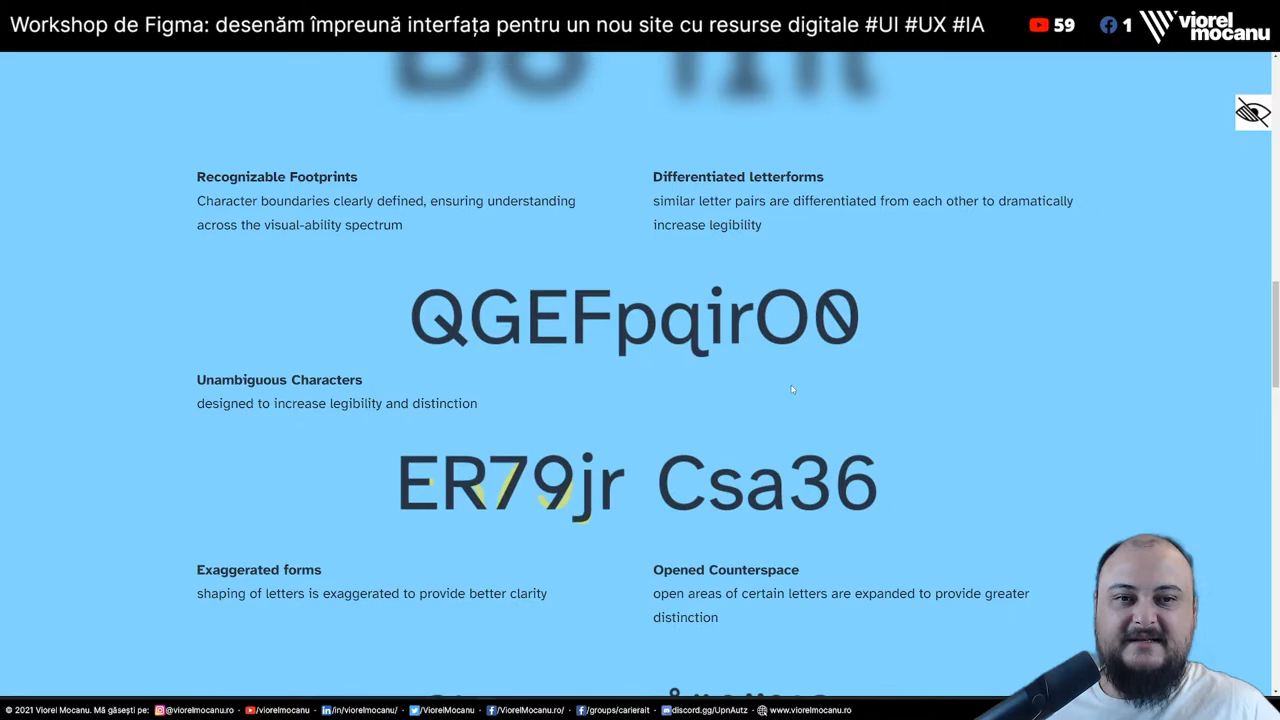 Workshop de Figma: desenăm împreună interfața pentru un nou site cu resurse digitale #UI #UX #IA
59
1
viorel
mocanu
Recognizable Footprints
Character boundaries clearly defined, ensuring understanding
across the visual-ability spectrum
Differentiated letterforms
similar letter pairs are differentiated from each other to dramatically
increase legibility
QGEFpqirO0
Unambiguous Characters
designed to increase legibility and distinction
ER79jr Csa36
Exaggerated forms
shaping of letters is exaggerated to provide better clarity
Opened Counterspace
open areas of certain letters are expanded to provide greater
distinction
© 2021 Viorel Mocanu. Mă găsești pe: @viorelmocanu.ro · /viorelmocanu · /in/viorelmocanu/ · /ViorelMocanu · /ViorelMocanu.ro/ · /groups/carierait · discord.gg/UpnAutz · www.viorelmocanu.ro